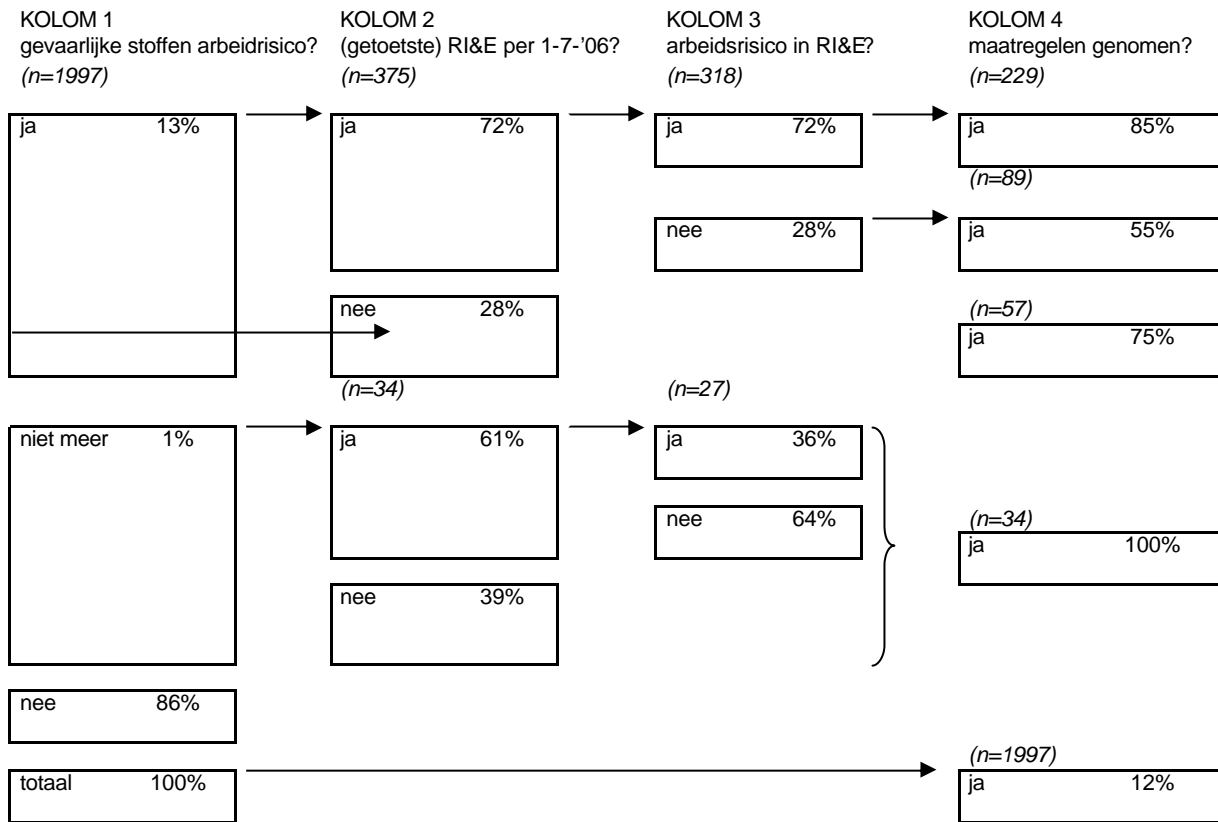 KOLOM 1
gevaarlijke stoffen arbeidrisico?
(n=1997)
KOLOM 2
(getoetste) RI&E per 1-7-'06?
(n=375)
KOLOM 3
arbeidsrisico in RI&E?
(n=318)
KOLOM 4
maatregelen genomen?
(n=229)
ja 13%
ja 72%
ja 72%
ja 85%
(n=89)
nee 28%
ja 55%
nee 28%
(n=57)
ja 75%
(n=34)
(n=27)
niet meer 1%
ja 61%
ja 36%
nee 64%
(n=34)
ja 100%
nee 39%
nee 86%
(n=1997)
totaal 100%
ja 12%